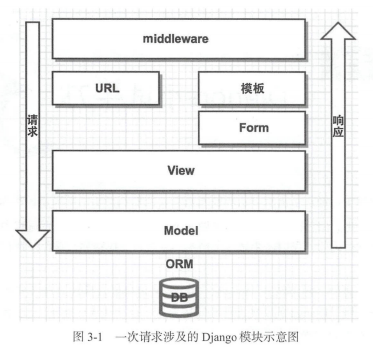 middleware
URL
模板
请求
响应
Form
View
Model
ORM
DB
图 3-1 一次请求涉及的 Django 模块示意图